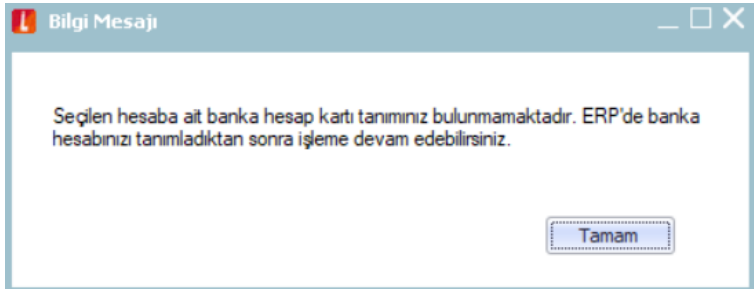 Bilgi Mesajı
Seçilen hesaba ait banka hesap kartı tanımınız bulunmamaktadır. ERP'de banka
hesabınızı tanımladıktan sonra işleme devam edebilirsiniz.
Tamam